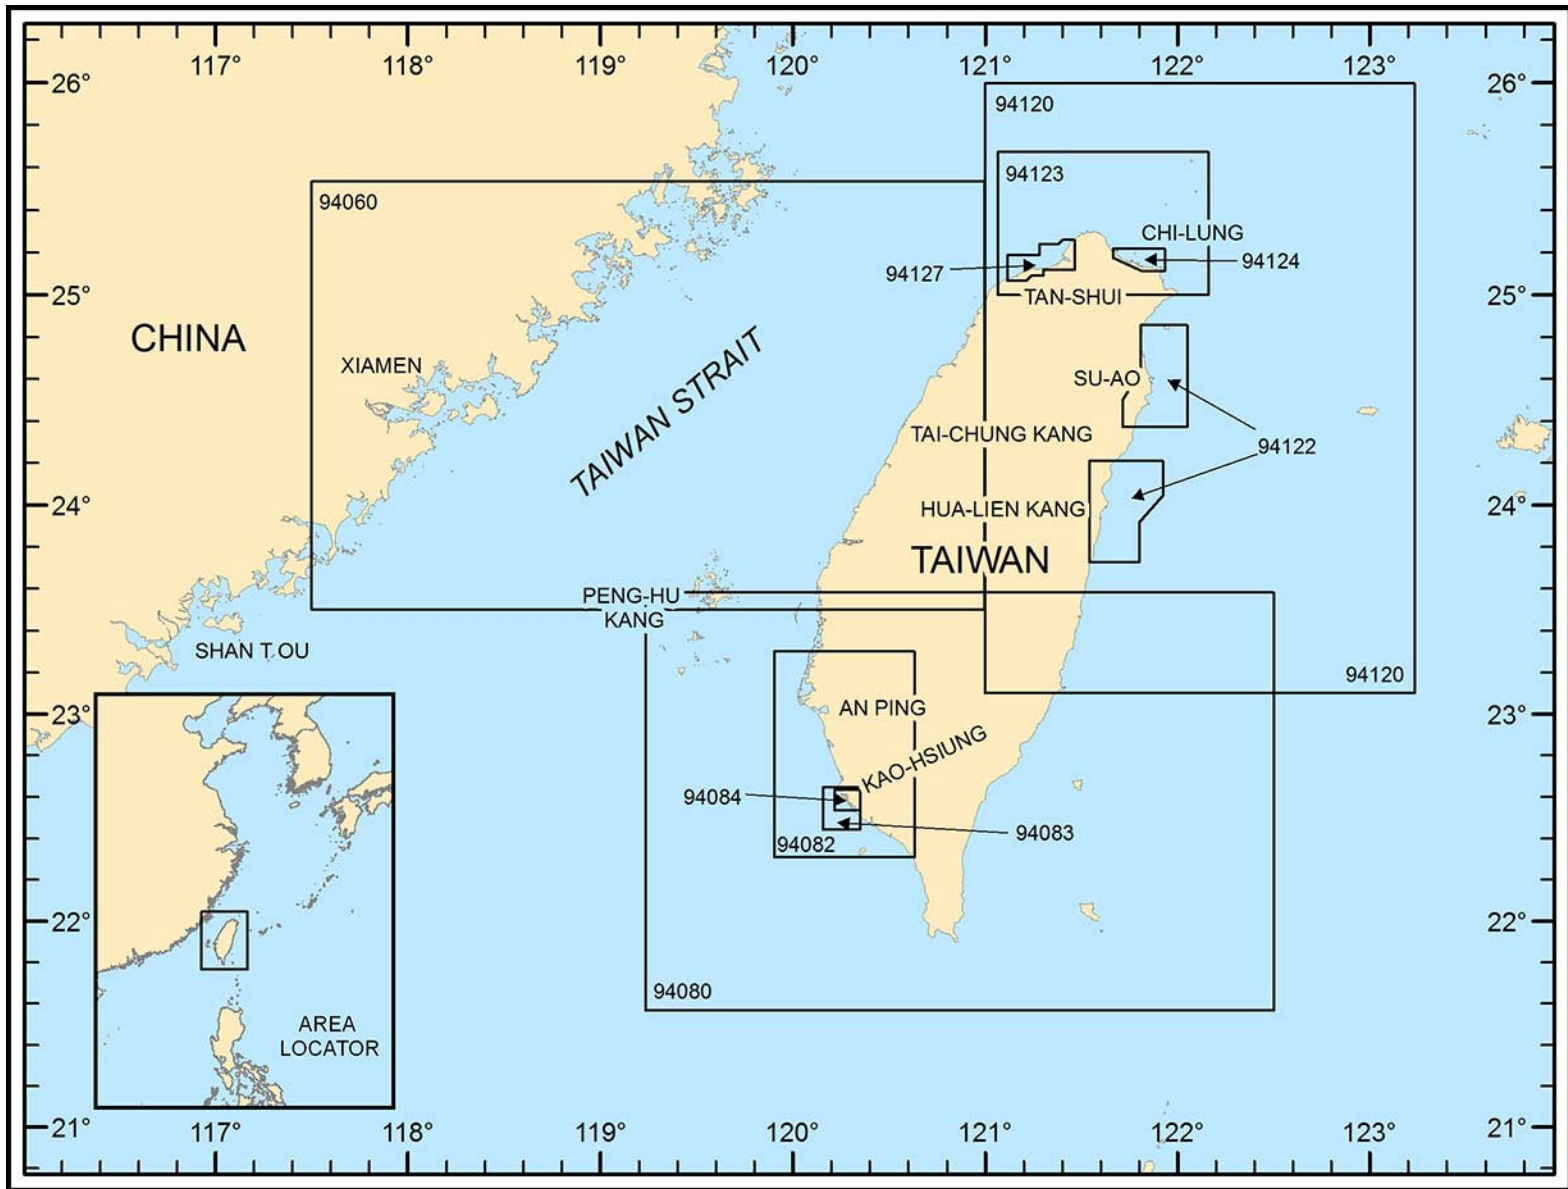 117°
118°
119°
120°
121°
122°
123°
26°
26°
94120
94123
94060
CHI-LUNG
94127
94124
25°
25°
TAN-SHUI
CHINA
XIAMEN
TAIWAN STRAIT
SU-AO
TAI-CHUNG KANG
94122
24°
24°
HUA-LIEN KANG
TAIWAN
PENG-HU
KANG
SHAN T OU
94120
23°
23°
AN PING
KAO-HSIUNG
94084
94083
94082
22°
22°
94080
AREA
LOCATOR
21°
21°
117°
118°
119°
120°
121°
122°
123°